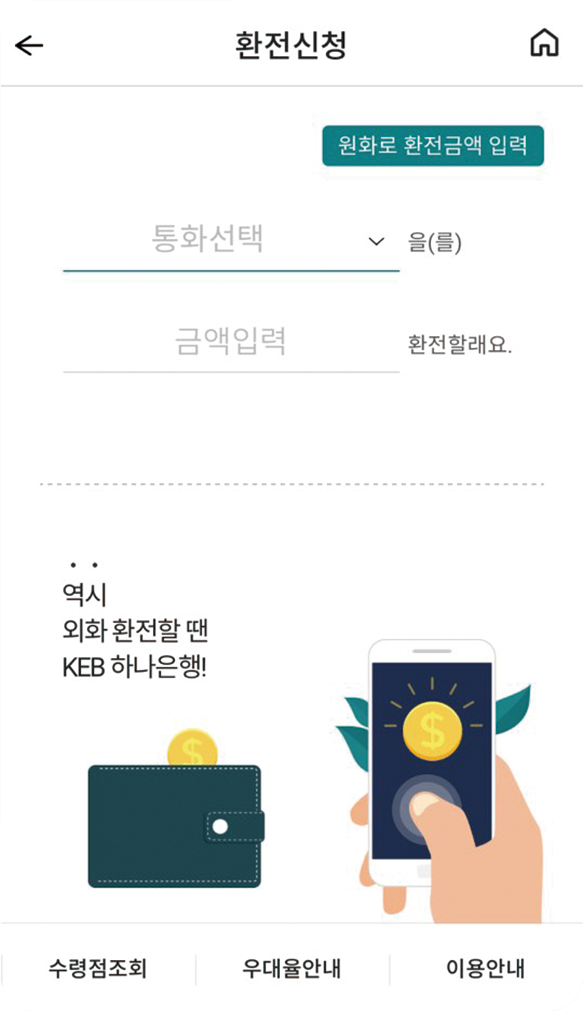 환전신청
원화로 환전금액 입력
통화선택 을(를)
금액입력 환전할래요.
역시
외화 환전할 땐
KEB 하나은행!
$
$
수령점조회 우대율안내 이용안내